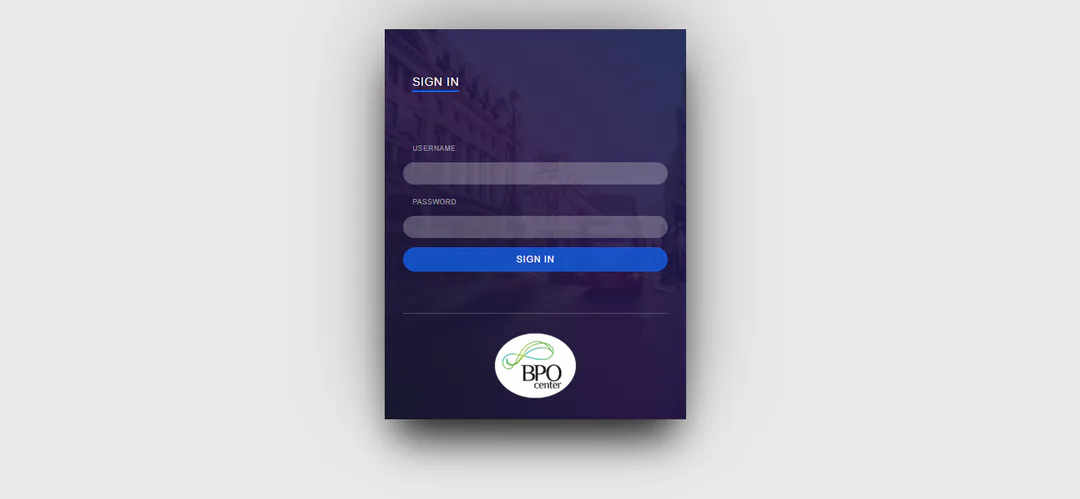 SIGN IN
USERNAME
PASSWORD
SIGN IN
BPO
center